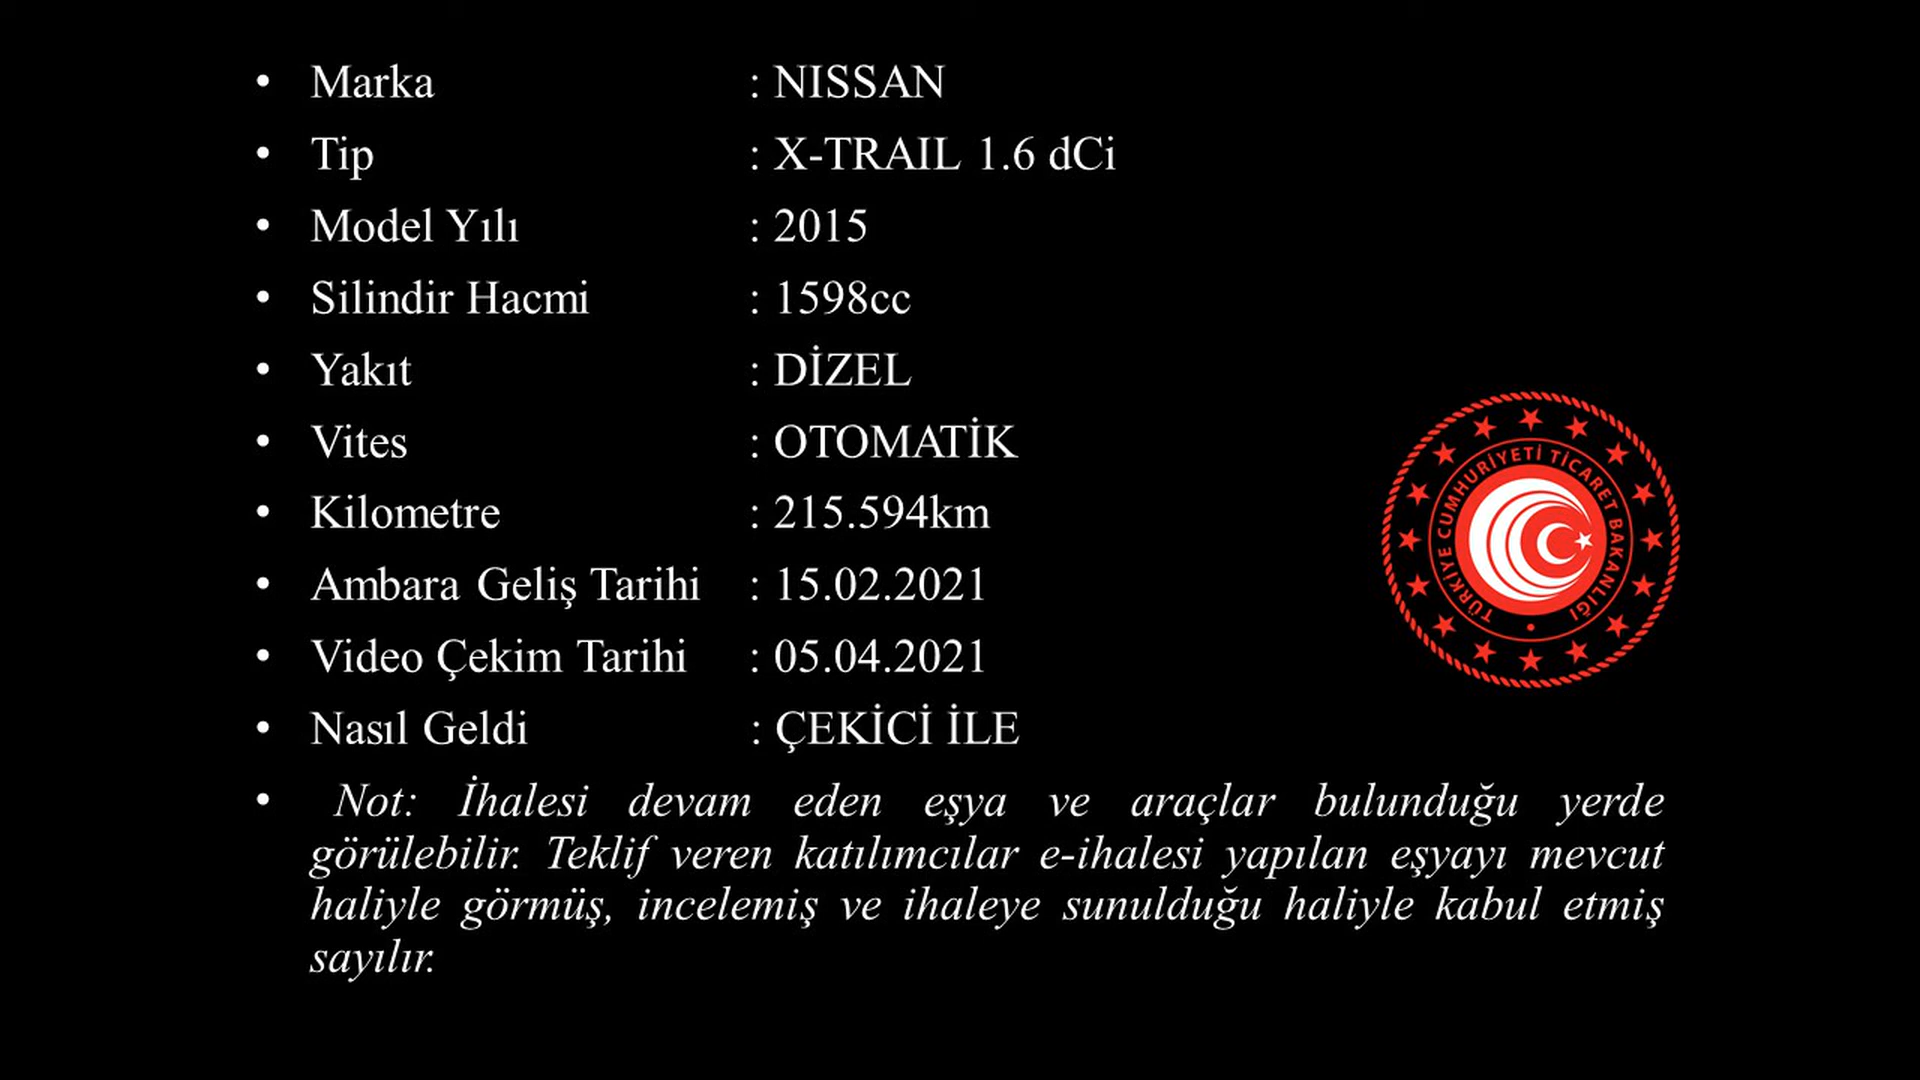 • Marka : NISSAN
• Tip : X-TRAIL 1.6 dCi
• Model Yılı : 2015
• Silindir Hacmi : 1598cc
• Yakıt : DİZEL
• Vites : OTOMATİK
• Kilometre : 215.594km
• Ambara Geliş Tarihi : 15.02.2021
• Video Çekim Tarihi : 05.04.2021
• Nasıl Geldi : ÇEKİCİ İLE
• Not: İhalesi devam eden eşya ve araçlar bulunduğu yerde
görülebilir. Teklif veren katılımcılar e-ihalesi yapılan eşyayı mevcut
haliyle görmüş, incelemiş ve ihaleye sunulduğu haliyle kabul etmiş
sayılır.
TÜRKİYE CUMHURİYETİ TİCARET BAKANLIĞI